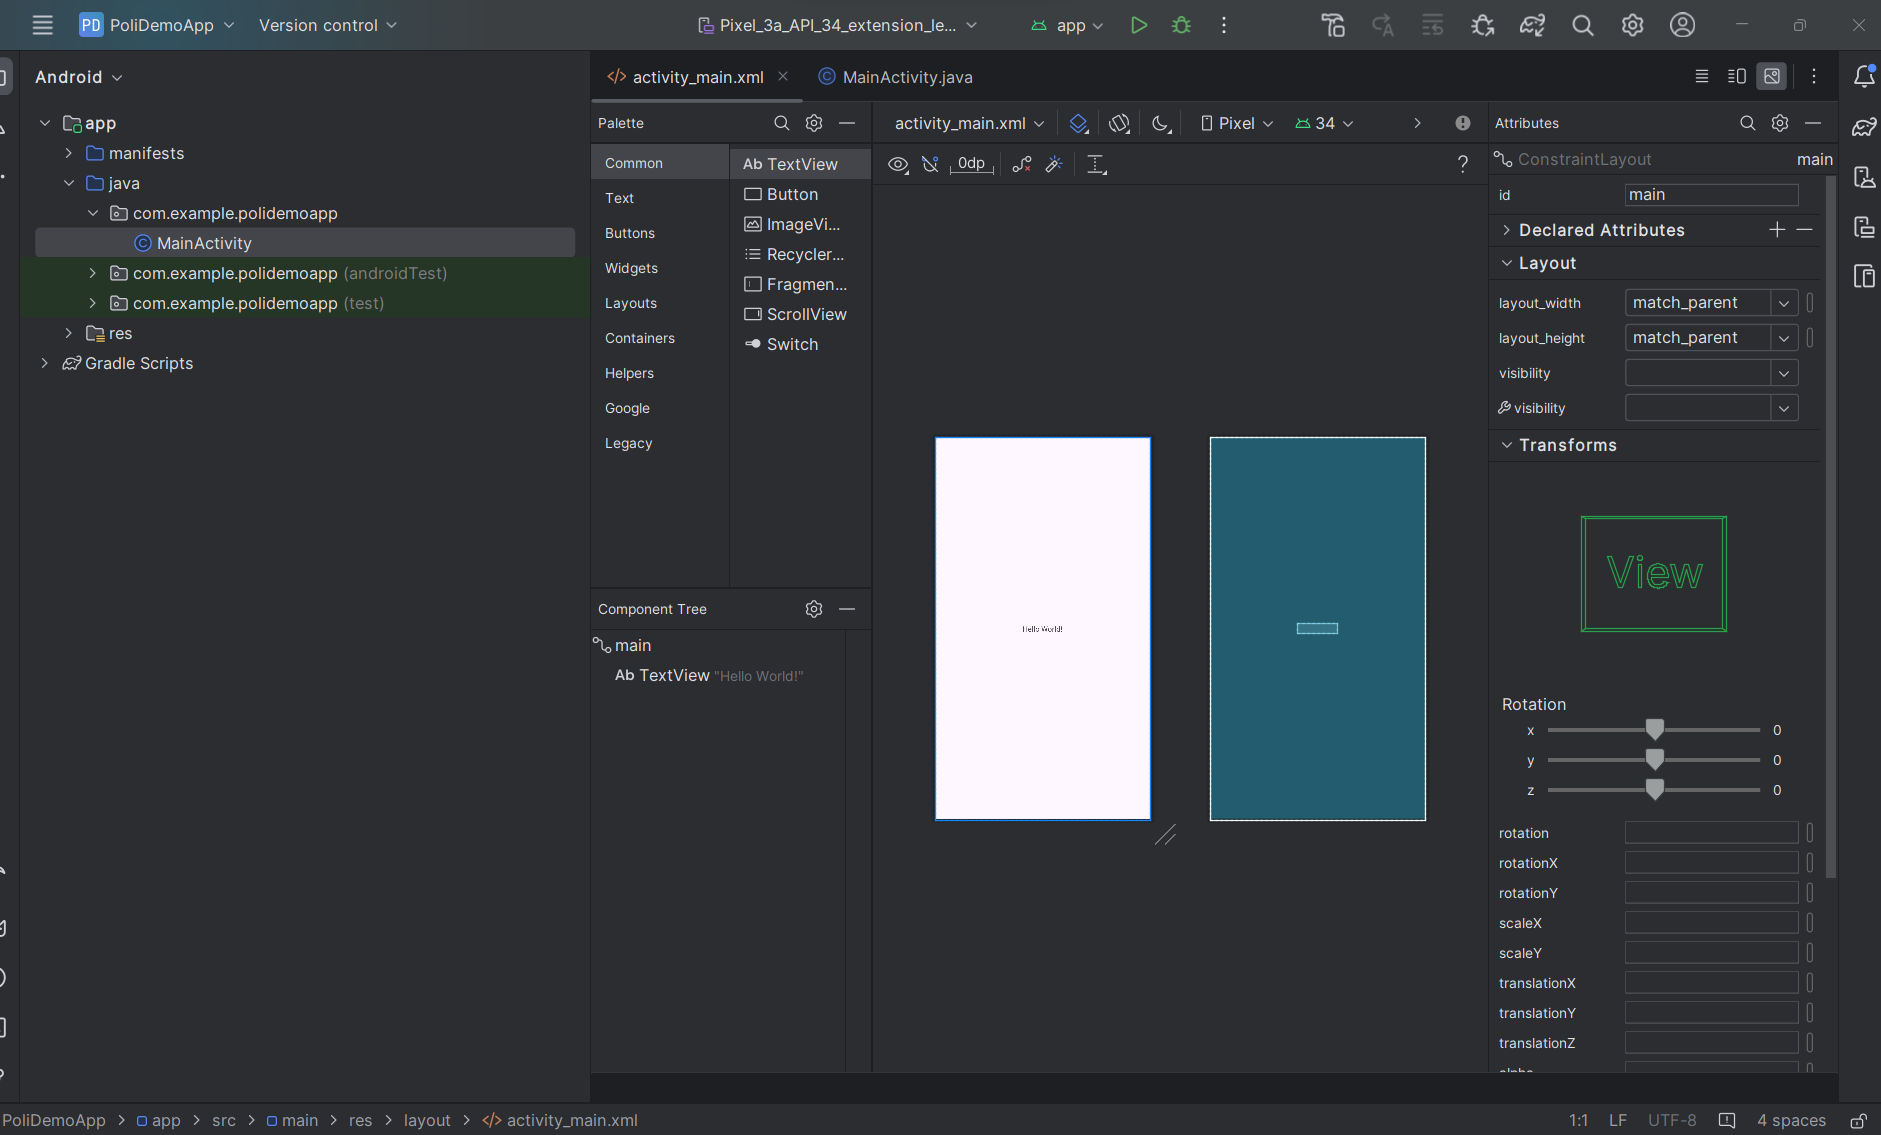 PD PoliDemoApp Version control Pixel_3a_API_34_extension_le... app
Android
activity_main.xml MainActivity.java
app
manifests
java
com.example.polidemoapp
MainActivity
com.example.polidemoapp (androidTest)
com.example.polidemoapp (test)
res
Gradle Scripts
Palette
Common
Text
Buttons
Widgets
Layouts
Containers
Helpers
Google
Legacy
Ab TextView
Button
ImageVi...
Recycler...
Fragmen...
ScrollView
Switch
Component Tree
main
Ab TextView "Hello World!"
activity_main.xml Pixel 34
0dp ?
Hello World!
Attributes
ConstraintLayout main
id main
Declared Attributes
Layout
layout_width match_parent
layout_height match_parent
visibility
visibility
Transforms
View
Rotation
x 0
y 0
z 0
rotation
rotationX
rotationY
scaleX
scaleY
translationX
translationY
translationZ
alpha
PoliDemoApp > app > src > main > res > layout > activity_main.xml 1:1 LF UTF-8 4 spaces